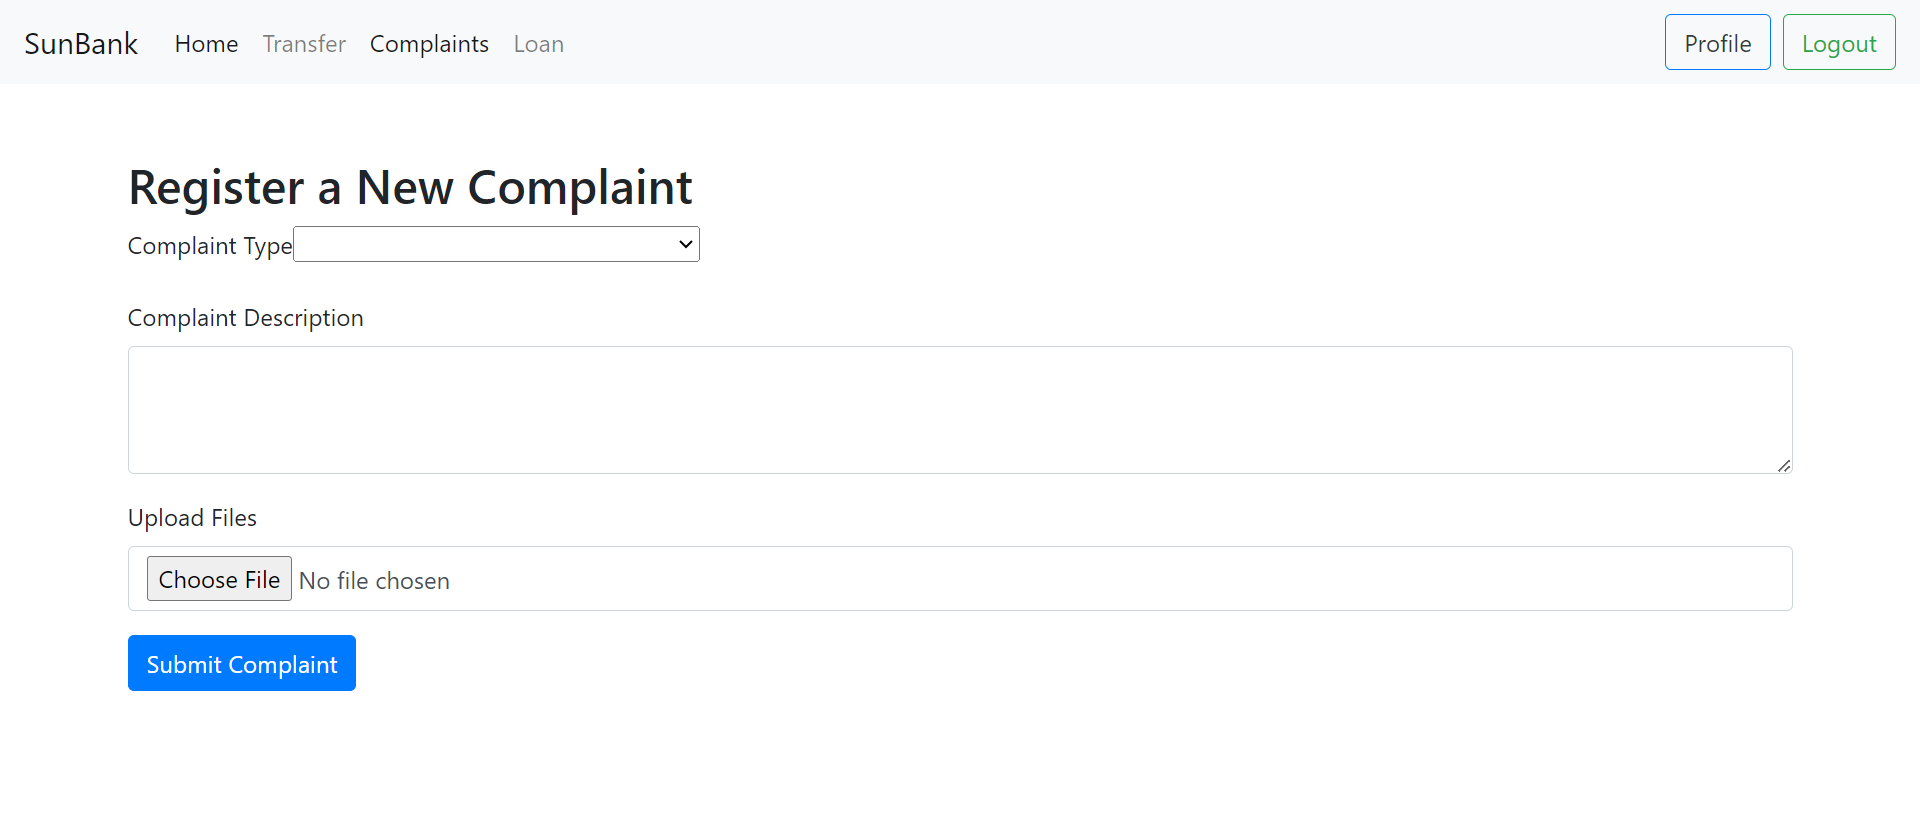 SunBank Home Transfer Complaints Loan Profile Logout
Register a New Complaint
Complaint Type
Complaint Description
Upload Files
Choose File No file chosen
Submit Complaint